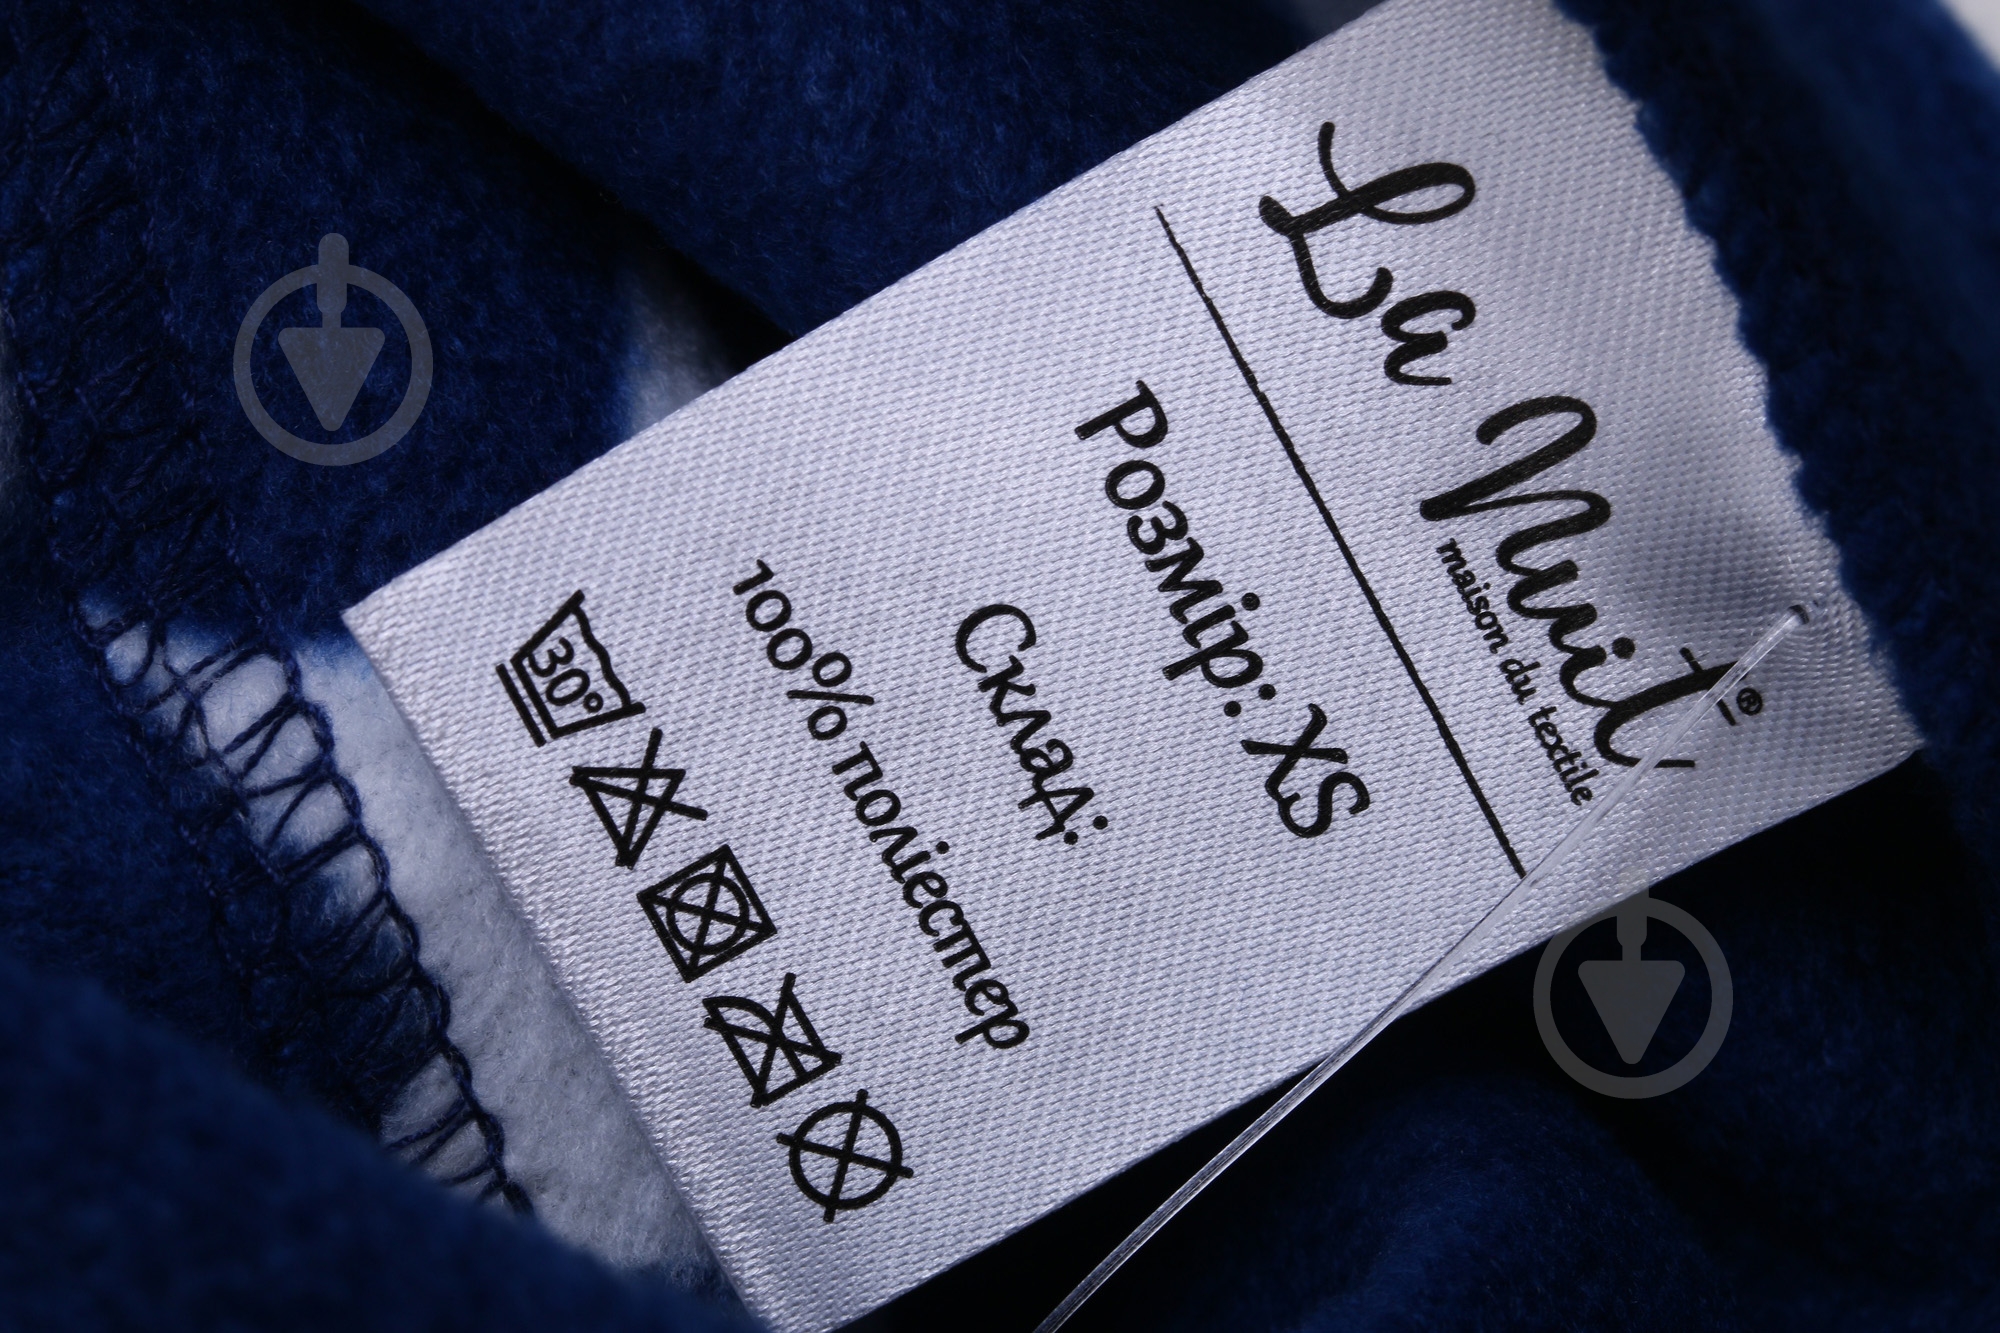 La Nuit®
maison du textile
Розмір: XS
Склад:
100% поліестер
30°